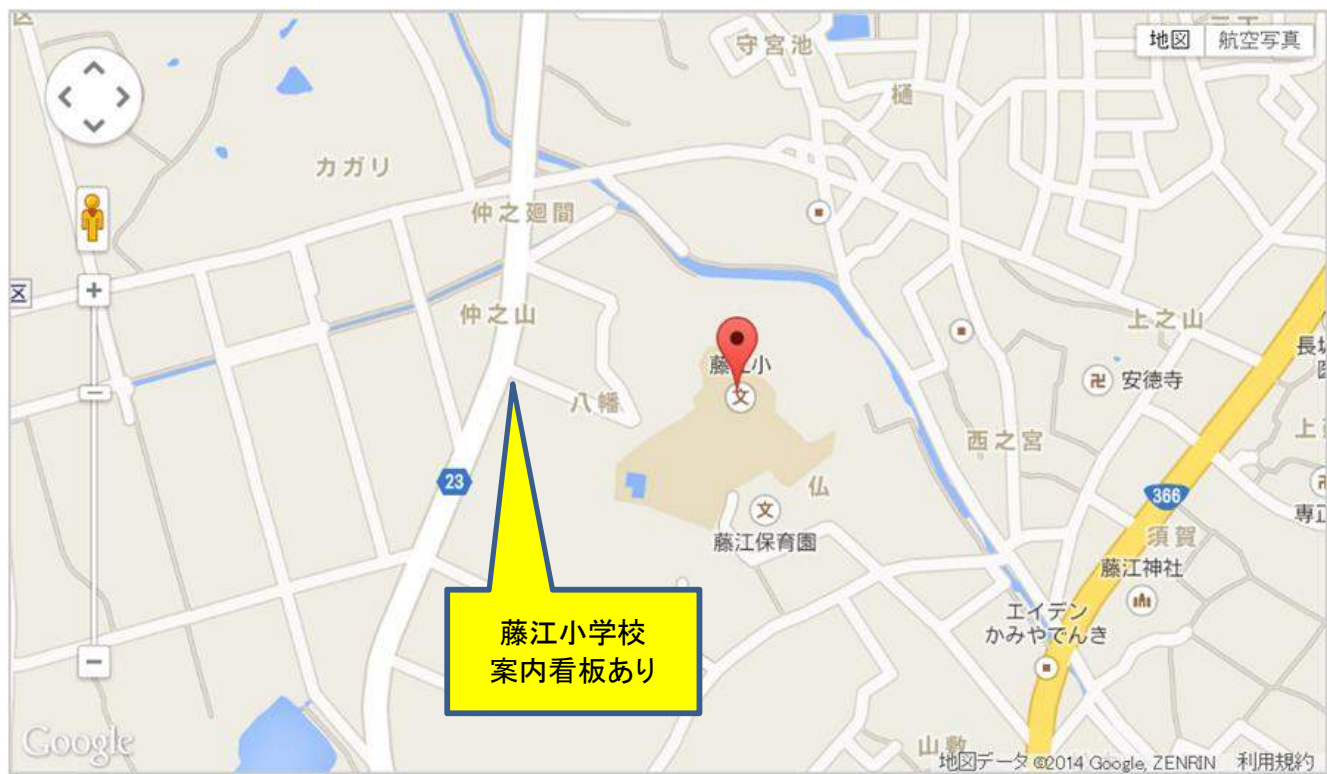 区
守宮池
地図
航空写真
樋
カガリ
仲之廻間
区
仲之山
上之山
藤江小
文
卍
安徳寺
八幡
西之宮
23
仏
文
藤江保育園
366
須賀
藤江神社
エイデン
かみやでんき
藤江小学校
案内看板あり
Google
山敷
地図データ ©2014 Google, ZENRIN
利用規約